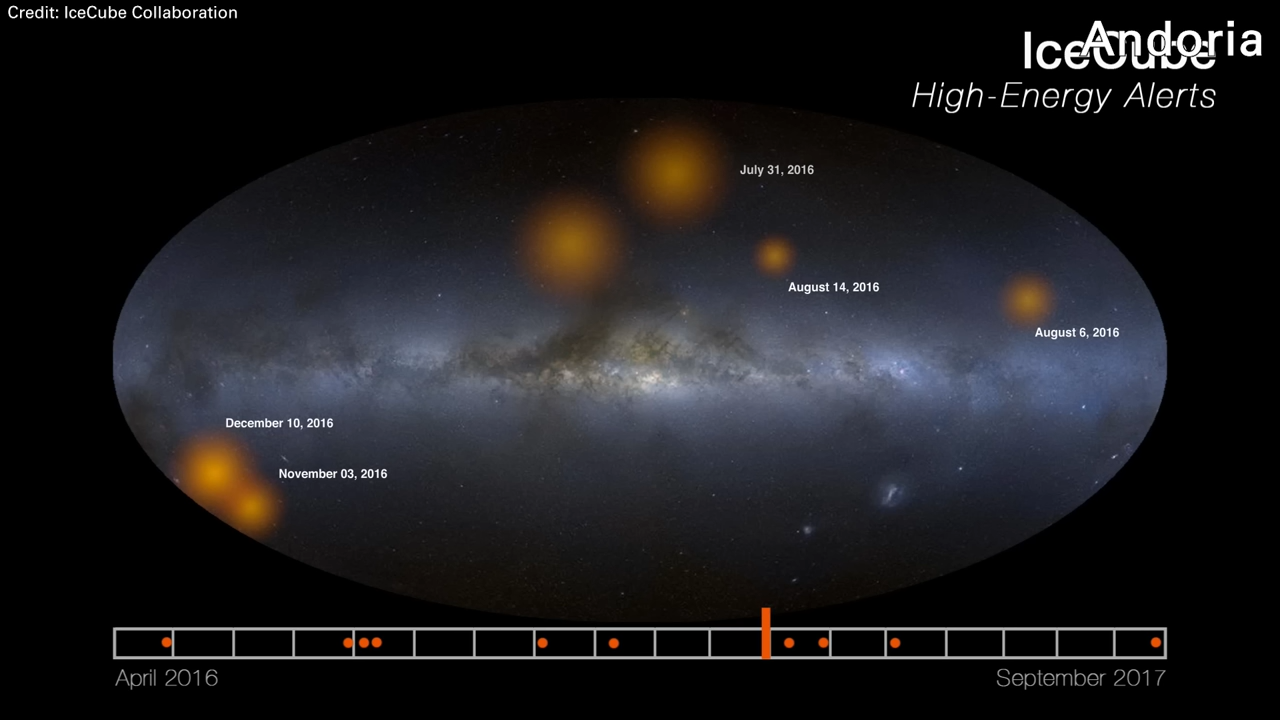 Credit: IceCube Collaboration
Andoria
IceCube
High-Energy Alerts
July 31, 2016
August 14, 2016
August 6, 2016
December 10, 2016
November 03, 2016
April 2016
September 2017